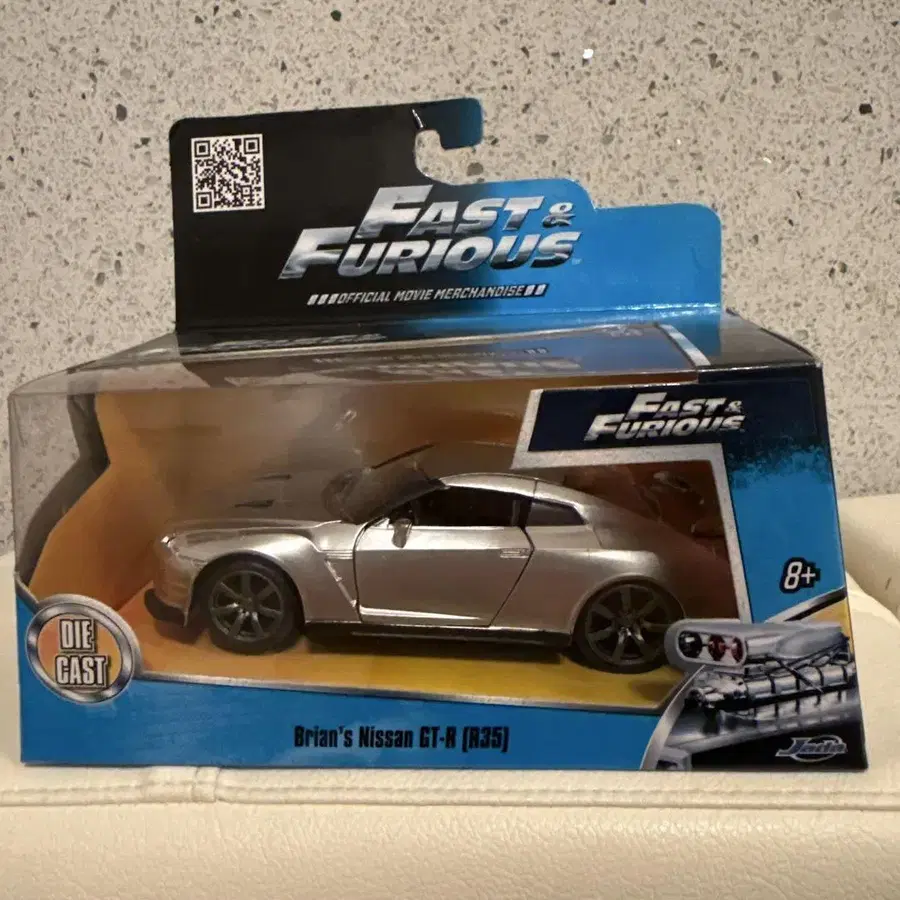 FAST &
FURIOUS
OFFICIAL MOVIE MERCHANDISE
FAST &
FURIOUS
8+
DIE
CAST
Brian's Nissan GT-R (R35)
Jada